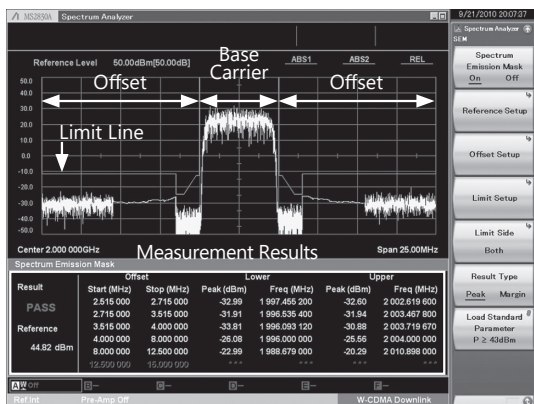 MS2830A Spectrum Analyzer
9/21/2010 20:07:37
Spectrum Analyzer
SEM
Reference Level 50.00dBm[50.00dB]
ABS1 ABS2 REL
Base
Carrier
Offset
Offset
Limit Line
50.0
40.0
30.0
20.0
10.0
0.0
-10.0
-20.0
-30.0
-40.0
-50.0
Center 2.000 000GHz
Span 25.00MHz
Measurement Results
Spectrum Emission Mask
Offset Lower Upper
Result Start (MHz) Stop (MHz) Peak (dBm) Freq (MHz) Peak (dBm) Freq (MHz)
PASS
Reference
44.82 dBm
2.515 000 2.715 000 -32.99 1 997.455 200 -32.60 2 002.619 600
2.715 000 3.515 000 -31.91 1 996.535 400 -31.94 2 003.467 800
3.515 000 4.000 000 -33.81 1 996.093 120 -30.88 2 003.719 670
4.000 000 8.000 000 -26.08 1 996.000 000 -25.56 2 004.000 000
8.000 000 12.500 000 -22.99 1 988.679 000 -20.29 2 010.898 000
12.500 000 15.000 000 *** *** *** ***
A W Off B - C - D - E - F -
Ref.Int Pre-Amp Off W-CDMA Downlink
Spectrum
Emission Mask
On Off
Reference Setup
Offset Setup
Limit Setup
Limit Side
Both
Result Type
Peak Margin
Load Standard
Parameter
P ≥ 43dBm